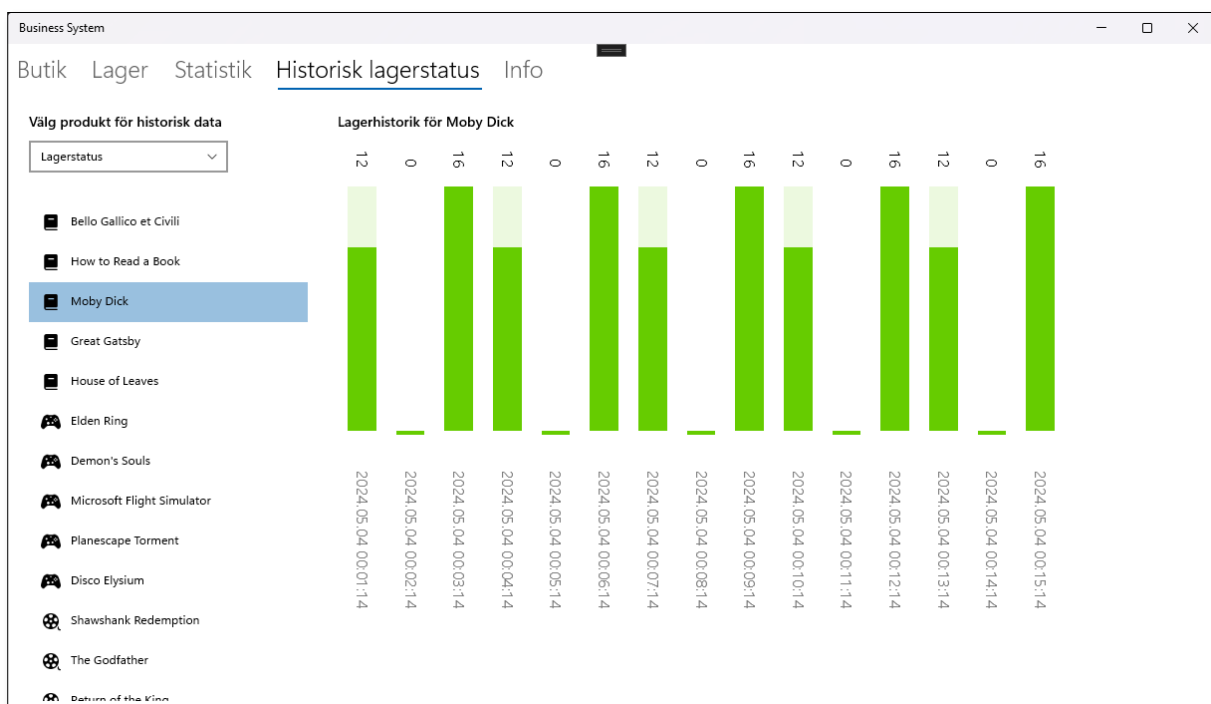 Business System
Butik Lager Statistik Historisk lagerstatus Info
Välj produkt för historisk data
Lagerstatus
Bello Gallico et Civili
How to Read a Book
Moby Dick
Great Gatsby
House of Leaves
Elden Ring
Demon's Souls
Microsoft Flight Simulator
Planescape Torment
Disco Elysium
Shawshank Redemption
The Godfather
Return of the King
Lagerhistorik för Moby Dick
12 0 16 12 0 16 12 0 16 12 0 16 12 0 16
2024.05.04 00:01:14
2024.05.04 00:02:14
2024.05.04 00:03:14
2024.05.04 00:04:14
2024.05.04 00:05:14
2024.05.04 00:06:14
2024.05.04 00:07:14
2024.05.04 00:08:14
2024.05.04 00:09:14
2024.05.04 00:10:14
2024.05.04 00:11:14
2024.05.04 00:12:14
2024.05.04 00:13:14
2024.05.04 00:14:14
2024.05.04 00:15:14